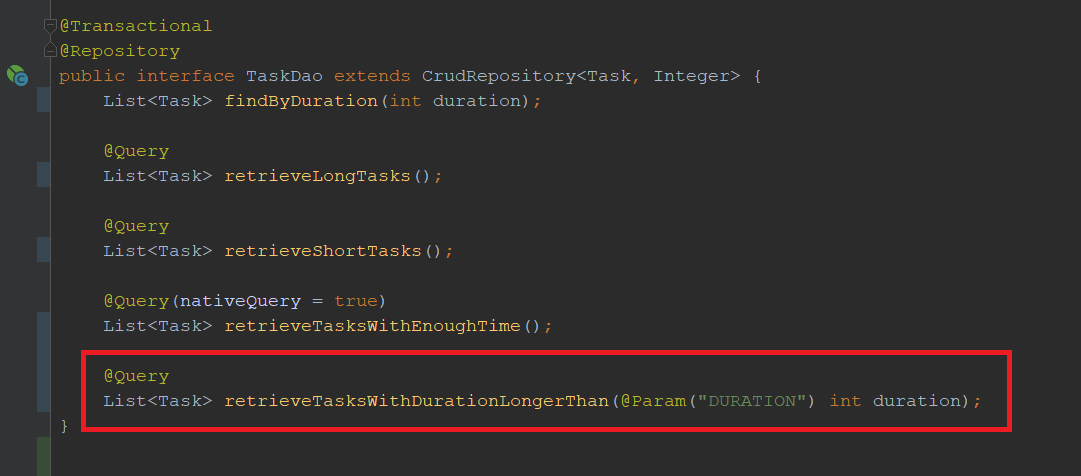 @Transactional
@Repository
public interface TaskDao extends CrudRepository<Task, Integer> {
    List<Task> findByDuration(int duration);

    @Query
    List<Task> retrieveLongTasks();

    @Query
    List<Task> retrieveShortTasks();

    @Query(nativeQuery = true)
    List<Task> retrieveTasksWithEnoughTime();

    @Query
    List<Task> retrieveTasksWithDurationLongerThan(@Param("DURATION") int duration);
}